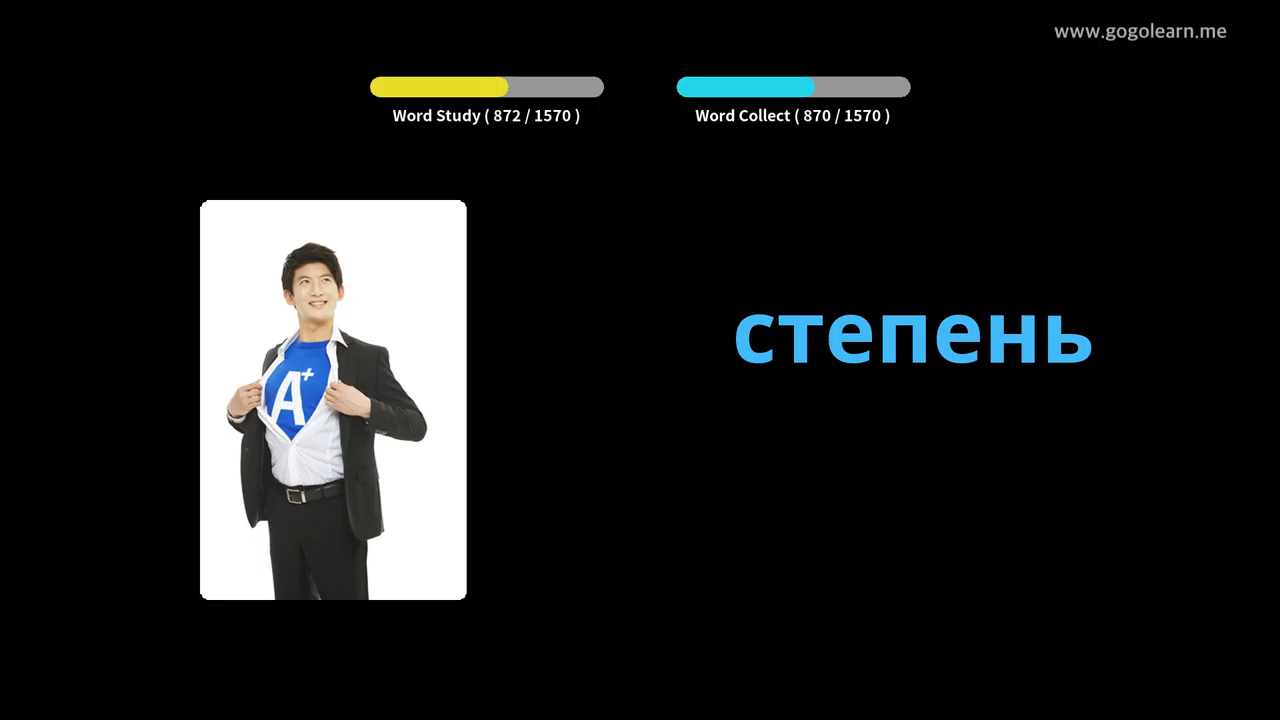 www.gogolearn.me
Word Study ( 872 / 1570 )
Word Collect ( 870 / 1570 )
A+
степень